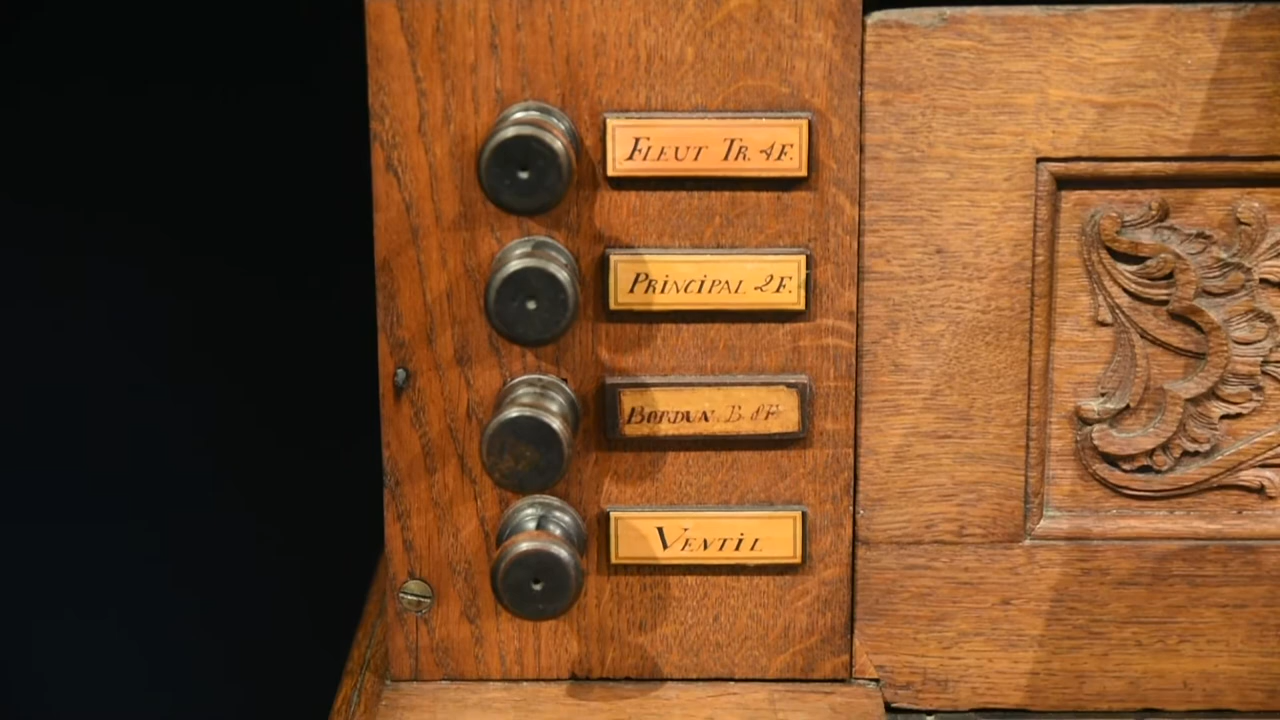 FLEUT TR. 4F.
PRINCIPAL 2F.
BORDUN. B. 8F.
VENTIL